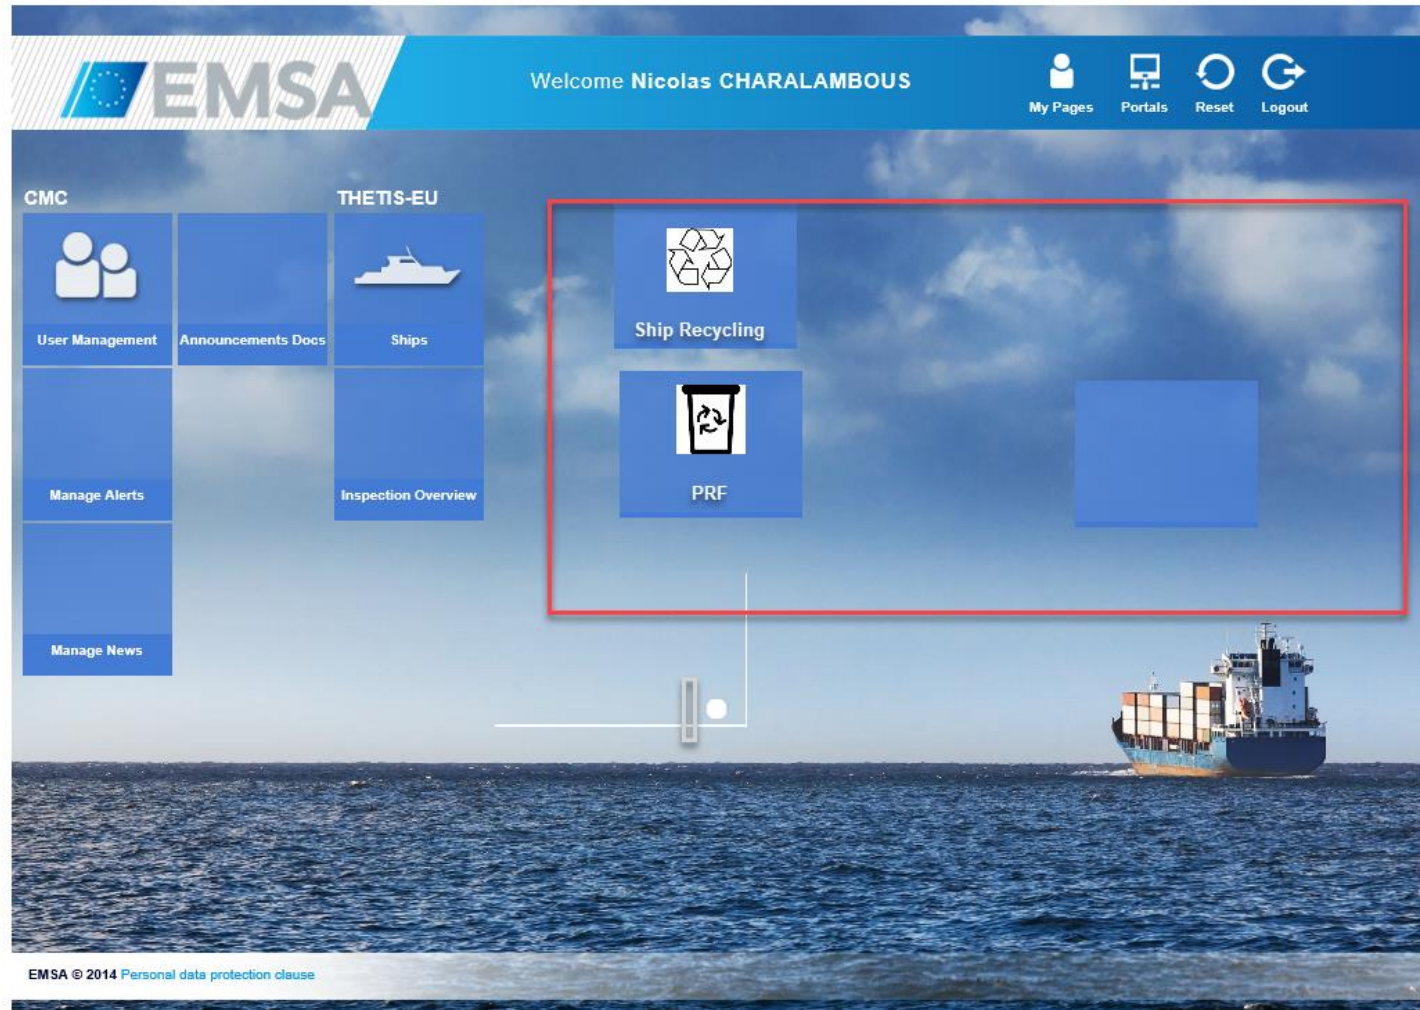 EMSA
Welcome Nicolas CHARALAMBOUS
My Pages
Portals
Reset
Logout
CMC
THETIS-EU
User Management
Announcements Docs
Ships
Ship Recycling
Manage Alerts
Inspection Overview
PRF
Manage News
EMSA © 2014 Personal data protection clause